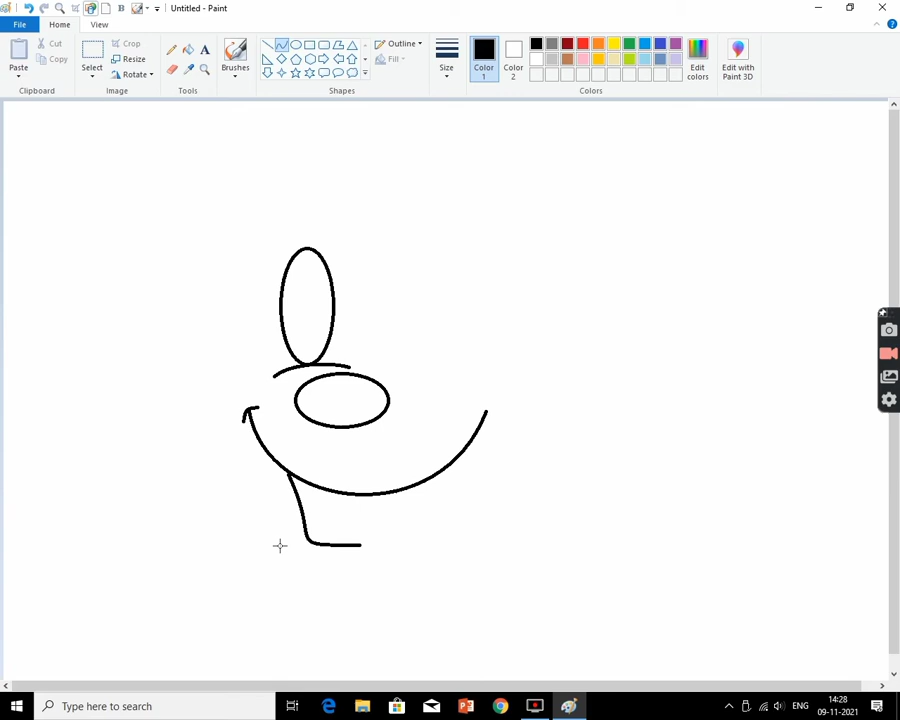 Untitled - Paint
File
Home
View
Paste
Cut
Copy
Clipboard
Select
Crop
Resize
Rotate
Image
A
Tools
Brushes
Outline
Fill
Shapes
Size
Color
1
Color
2
Edit
colors
Colors
Edit with
Paint 3D
Type here to search
ENG
14:28
09-11-2021